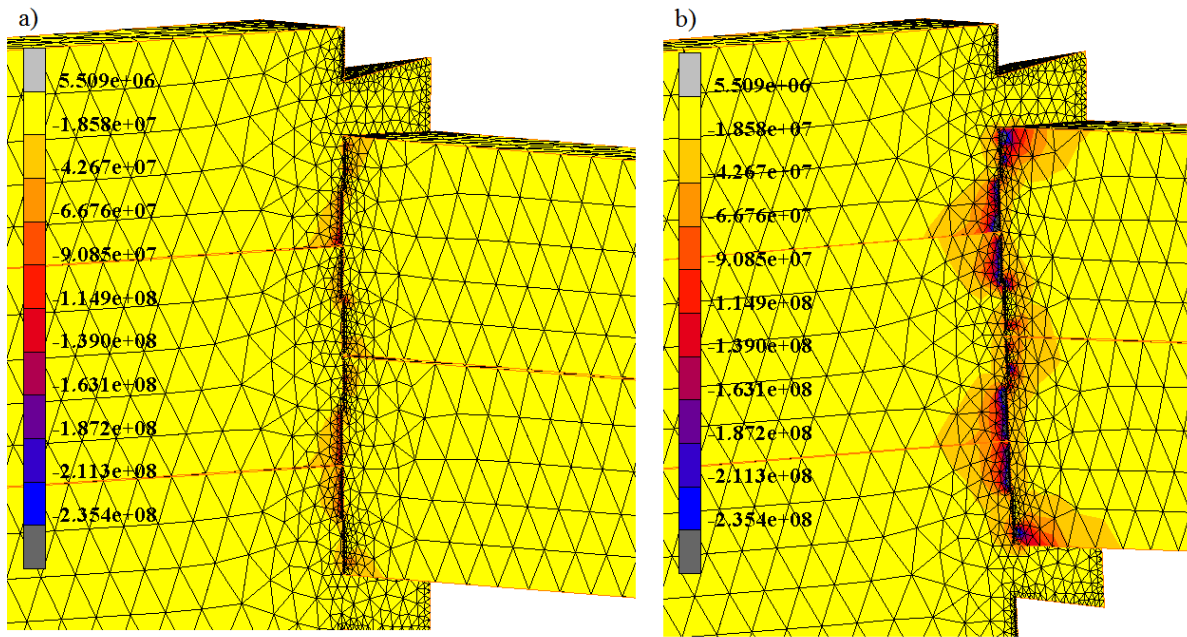 a)
5.509e+06
-1.858e+07
-4.267e+07
-6.676e+07
-9.085e+07
-1.149e+08
-1.390e+08
-1.631e+08
-1.872e+08
-2.113e+08
-2.354e+08
b)
5.509e+06
-1.858e+07
-4.267e+07
-6.676e+07
-9.085e+07
-1.149e+08
-1.390e+08
-1.631e+08
-1.872e+08
-2.113e+08
-2.354e+08